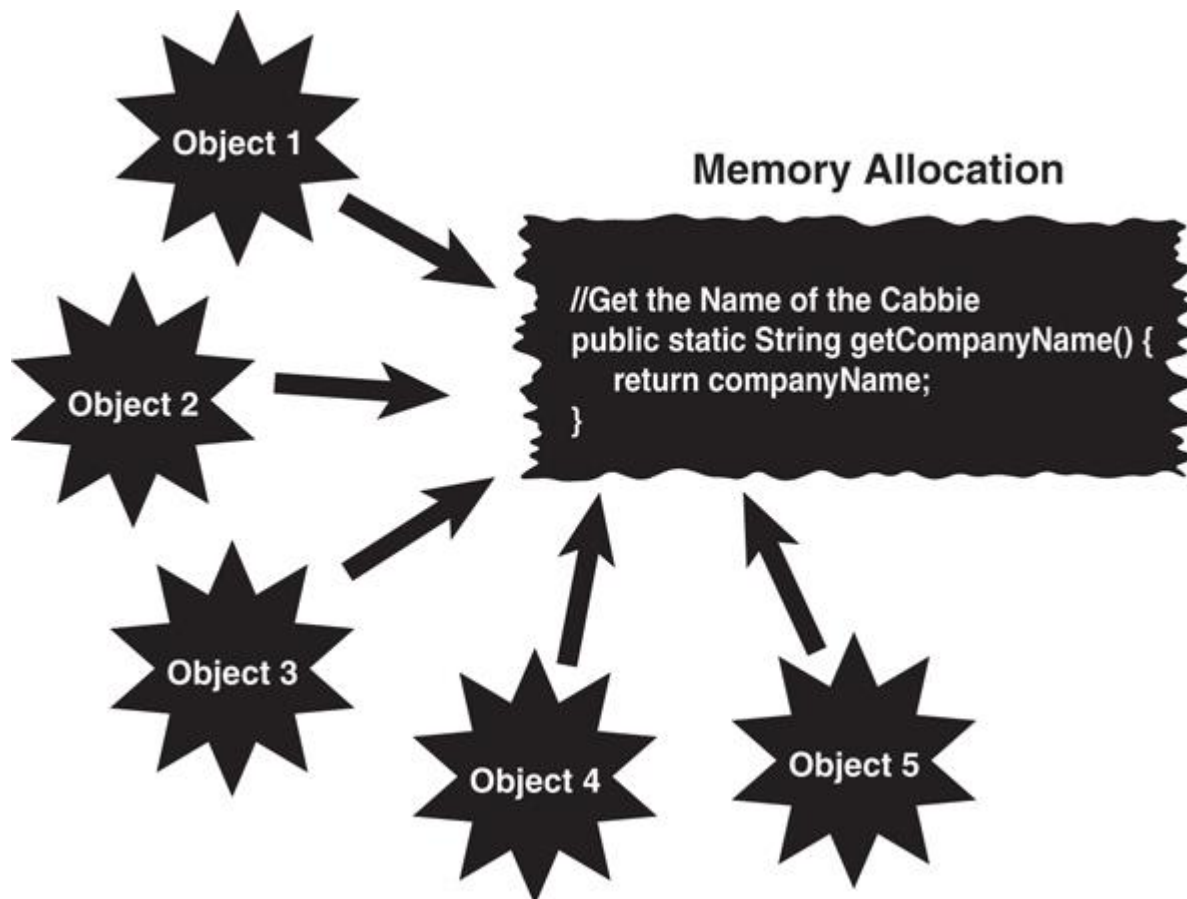 Object 1
Memory Allocation
//Get the Name of the Cabbie
public static String getCompanyName() {
return companyName;
}
Object 2
Object 3
Object 4
Object 5